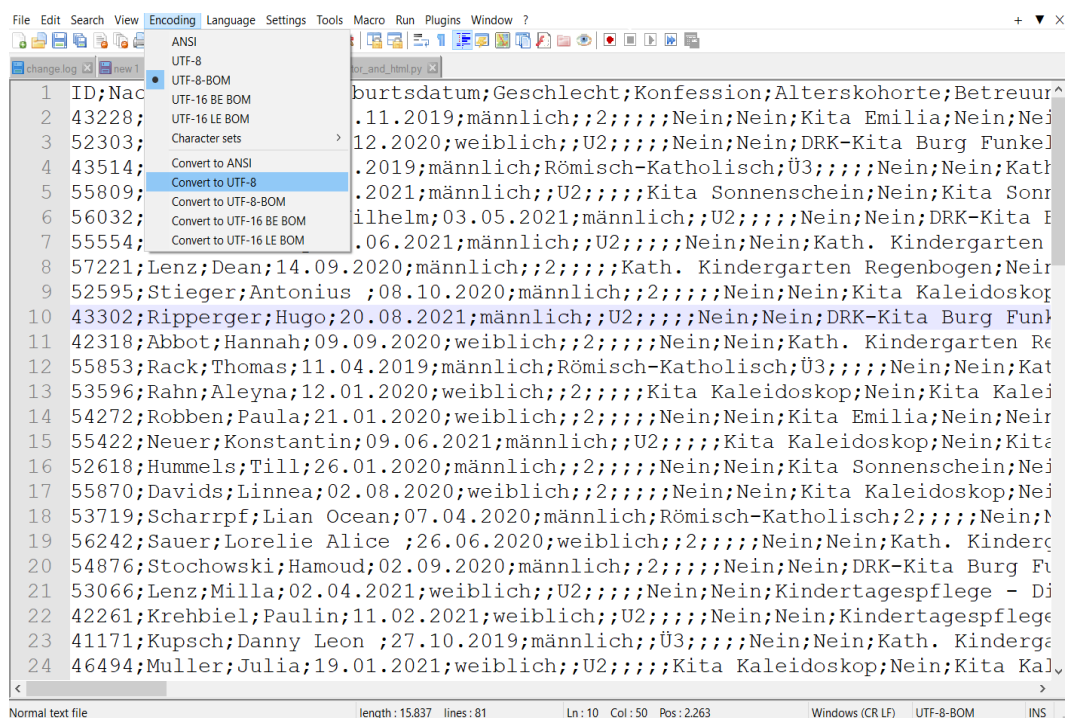 File Edit Search View Encoding Language Settings Tools Macro Run Plugins Window ?
ANSI
UTF-8
UTF-8-BOM
UTF-16 BE BOM
UTF-16 LE BOM
Character sets
Convert to ANSI
Convert to UTF-8
Convert to UTF-8-BOM
Convert to UTF-16 BE BOM
Convert to UTF-16 LE BOM
change.log new 1 tor_and_html.py
1 ID;Nac burtsdatum;Geschlecht;Konfession;Alterskohorte;Betreuur
2 43228; .11.2019;männlich;;2;;;;;Nein;Nein;Kita Emilia;Nein;Nei
3 52303; 12.2020;weiblich;;U2;;;;;Nein;Nein;DRK-Kita Burg Funkel
4 43514; .2019;männlich;Römisch-Katholisch;Ü3;;;;;Nein;Nein;Kath
5 55809; .2021;männlich;;U2;;;;;Kita Sonnenschein;Nein;Kita Sonn
6 56032; ilhelm;03.05.2021;männlich;;U2;;;;;Nein;Nein;DRK-Kita B
7 55554; .06.2021;männlich;;U2;;;;;Nein;Nein;Kath. Kindergarten
8 57221;Lenz;Dean;14.09.2020;männlich;;2;;;;;Kath. Kindergarten Regenbogen;Nein
9 52595;Stieger;Antonius ;08.10.2020;männlich;;2;;;;;Nein;Nein;Kita Kaleidoskop
10 43302;Ripperger;Hugo;20.08.2021;männlich;;U2;;;;;Nein;Nein;DRK-Kita Burg Funk
11 42318;Abbot;Hannah;09.09.2020;weiblich;;2;;;;;Nein;Nein;Kath. Kindergarten Re
12 55853;Rack;Thomas;11.04.2019;männlich;Römisch-Katholisch;Ü3;;;;;Nein;Nein;Kat
13 53596;Rahn;Aleyna;12.01.2020;weiblich;;2;;;;;Kita Kaleidoskop;Nein;Kita Kalei
14 54272;Robben;Paula;21.01.2020;weiblich;;2;;;;;Nein;Nein;Kita Emilia;Nein;Nein
15 55422;Neuer;Konstantin;09.06.2021;männlich;;U2;;;;;Kita Kaleidoskop;Nein;Kita
16 52618;Hummels;Till;26.01.2020;männlich;;2;;;;;Nein;Nein;Kita Sonnenschein;Nei
17 55870;Davids;Linnea;02.08.2020;weiblich;;2;;;;;Nein;Nein;Kita Kaleidoskop;Nei
18 53719;Scharrpf;Lian Ocean;07.04.2020;männlich;Römisch-Katholisch;2;;;;;Nein;N
19 56242;Sauer;Lorelie Alice ;26.06.2020;weiblich;;2;;;;;Nein;Nein;Kath. Kinderg
20 54876;Stochowski;Hamoud;02.09.2020;männlich;;2;;;;;Nein;Nein;DRK-Kita Burg Fu
21 53066;Lenz;Milla;02.04.2021;weiblich;;U2;;;;;Nein;Nein;Kindertagespflege - Di
22 42261;Krehbiel;Paulin;11.02.2021;weiblich;;U2;;;;;Nein;Nein;Kindertagespflege
23 41171;Kupsch;Danny Leon ;27.10.2019;männlich;;Ü3;;;;;Nein;Nein;Kath. Kinderga
24 46494;Muller;Julia;19.01.2021;weiblich;;U2;;;;;Kita Kaleidoskop;Nein;Kita Kal
Normal text file length : 15.837 lines : 81 Ln : 10 Col : 50 Pos : 2.263 Windows (CR LF) UTF-8-BOM INS